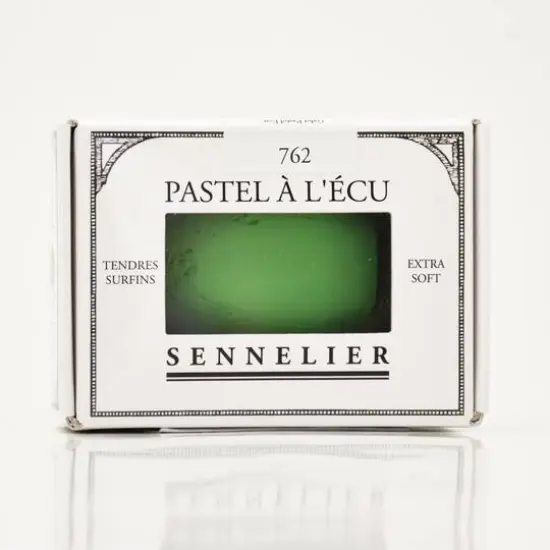 762
PASTEL À L'ÉCU
TENDRES
SURFINS
EXTRA
SOFT
SENNELIER